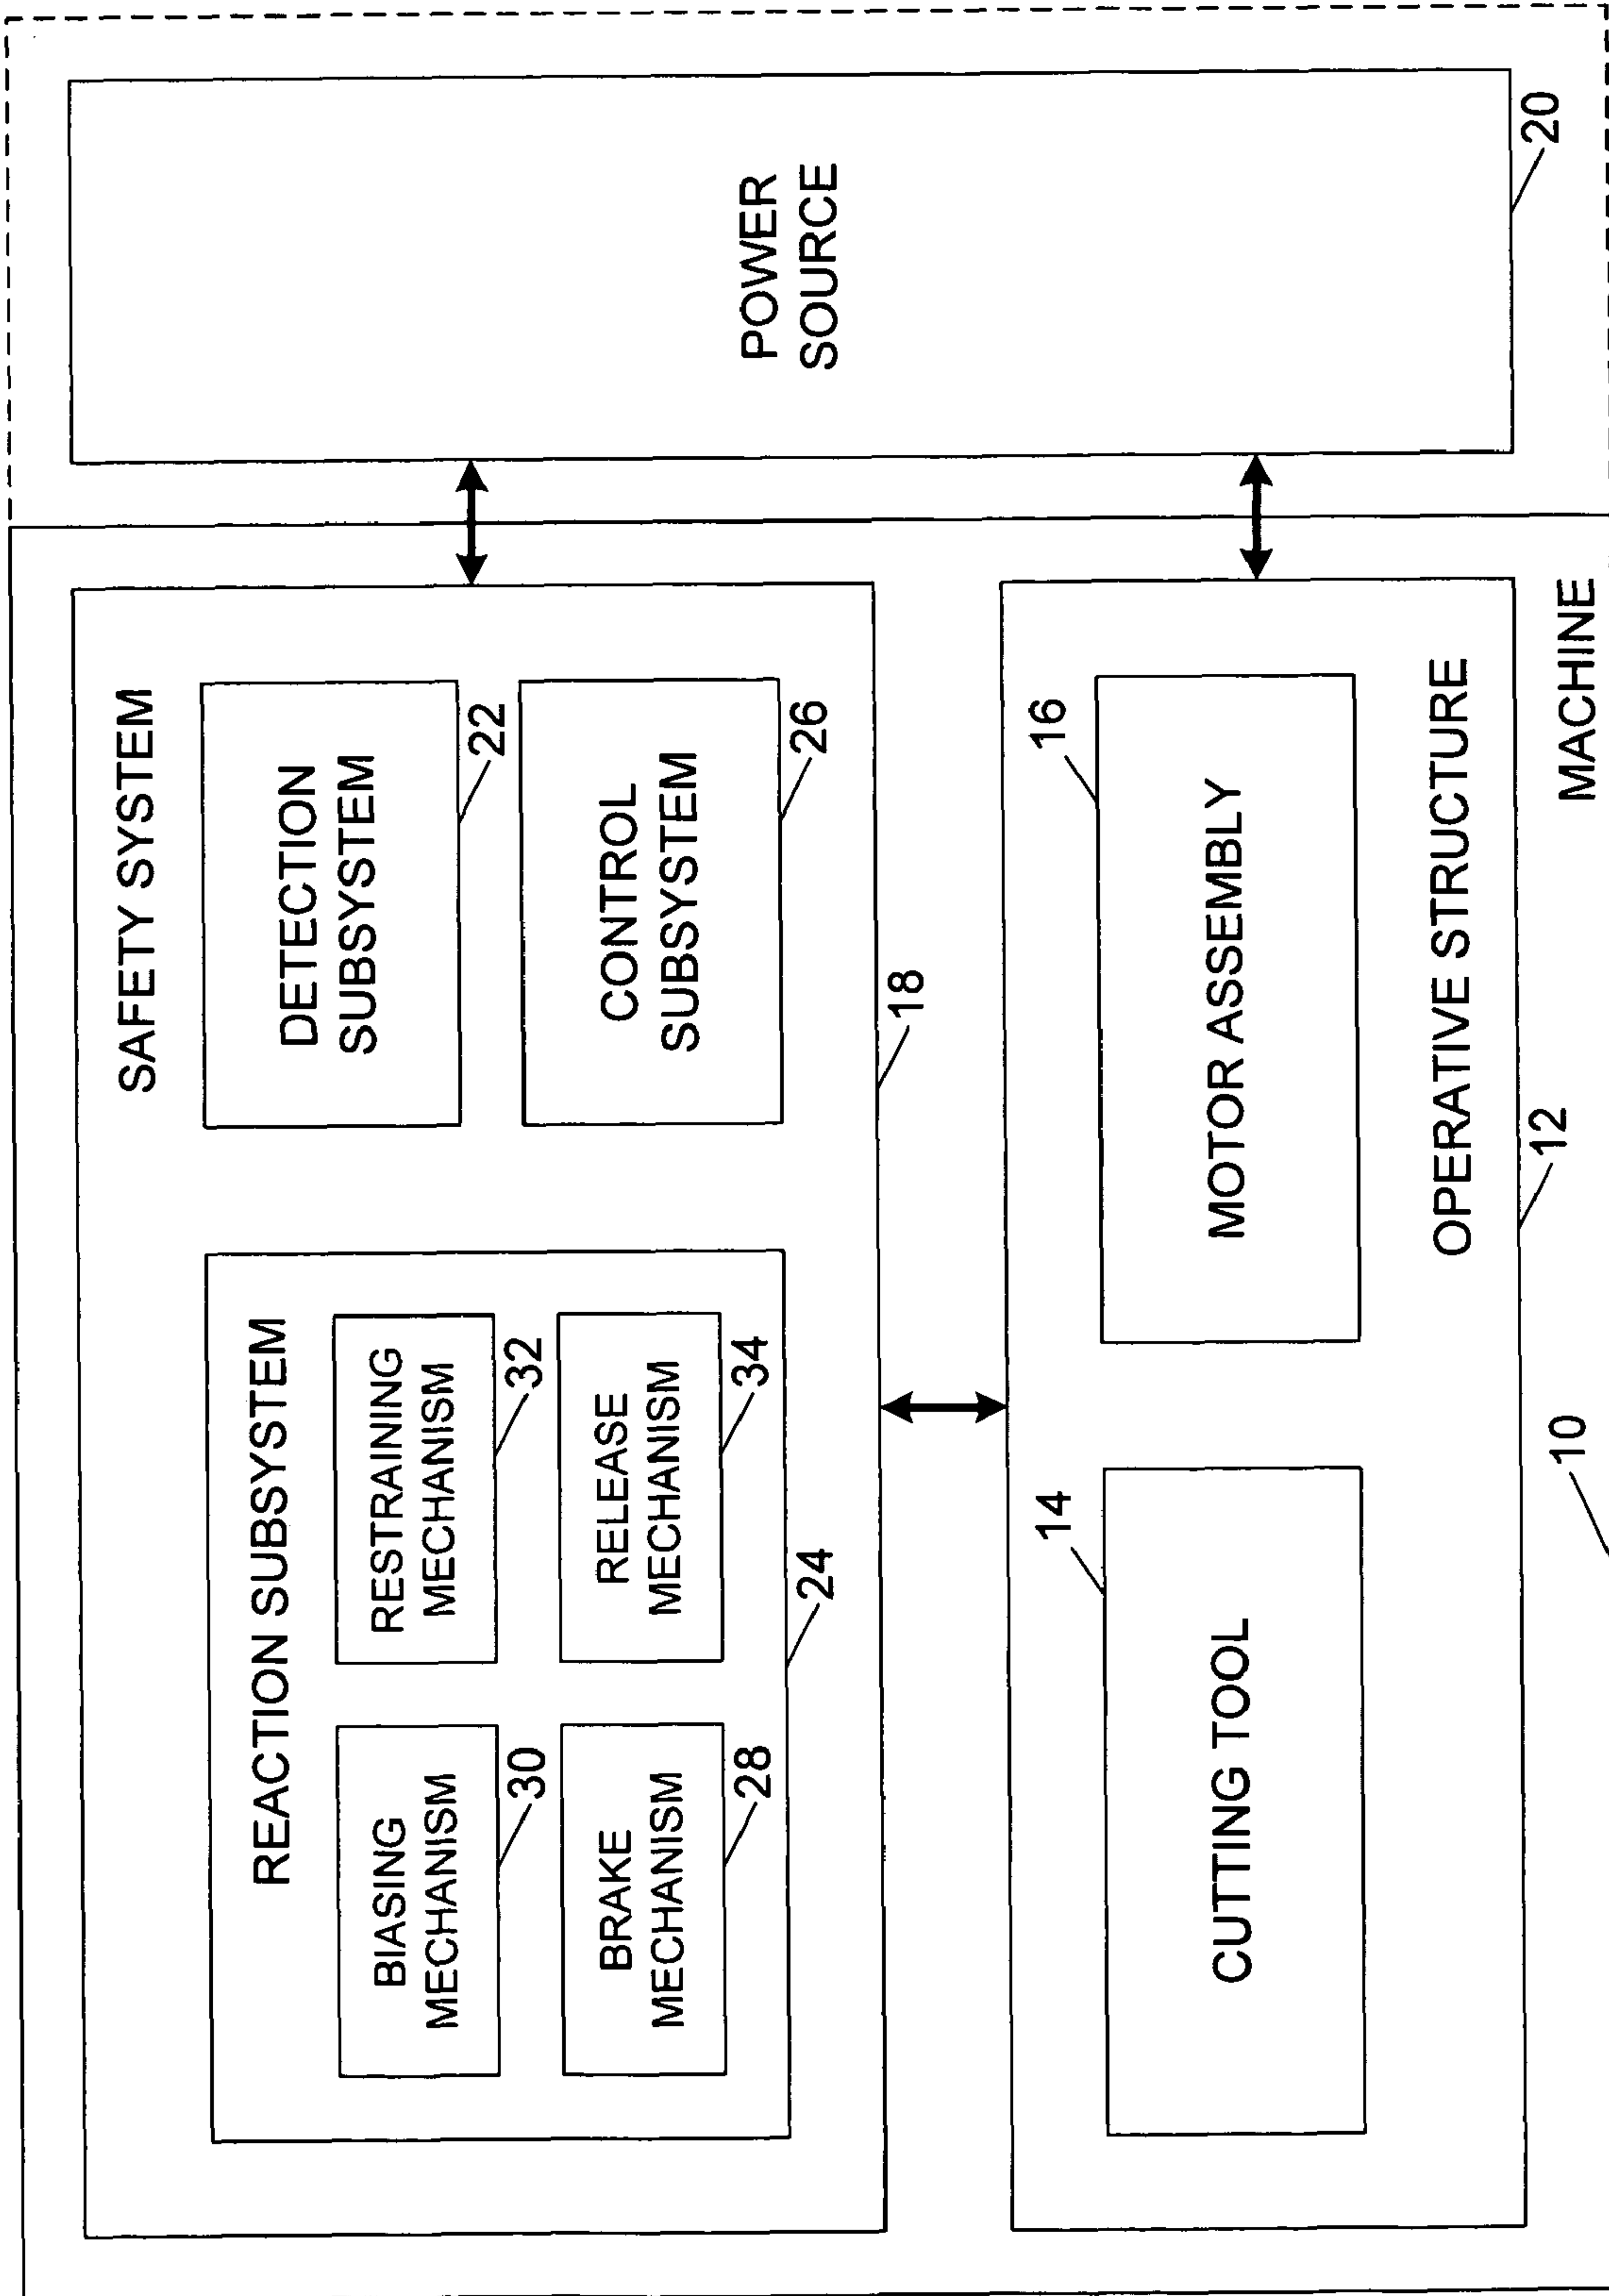 SAFETY SYSTEM
REACTION SUBSYSTEM
BIASING
MECHANISM
30
RESTRAINING
MECHANISM
32
BRAKE
MECHANISM
28
RELEASE
MECHANISM
34
24
DETECTION
SUBSYSTEM
22
CONTROL
SUBSYSTEM
26
18
14
CUTTING TOOL
16
MOTOR ASSEMBLY
OPERATIVE STRUCTURE
12
10
MACHINE
POWER
SOURCE
20